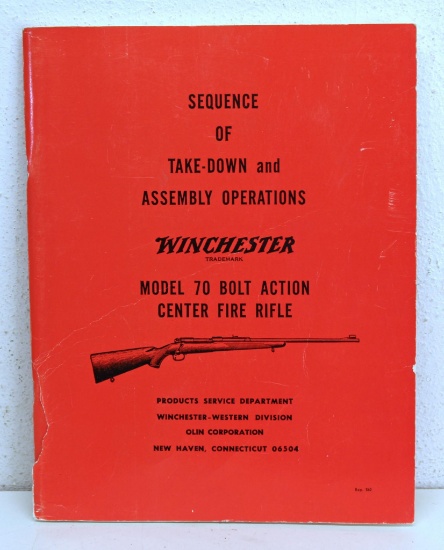 SEQUENCE
OF
TAKE-DOWN and
ASSEMBLY OPERATIONS
WINCHESTER
TRADEMARK
MODEL 70 BOLT ACTION
CENTER FIRE RIFLE
PRODUCTS SERVICE DEPARTMENT
WINCHESTER-WESTERN DIVISION
OLIN CORPORATION
NEW HAVEN, CONNECTICUT 06504